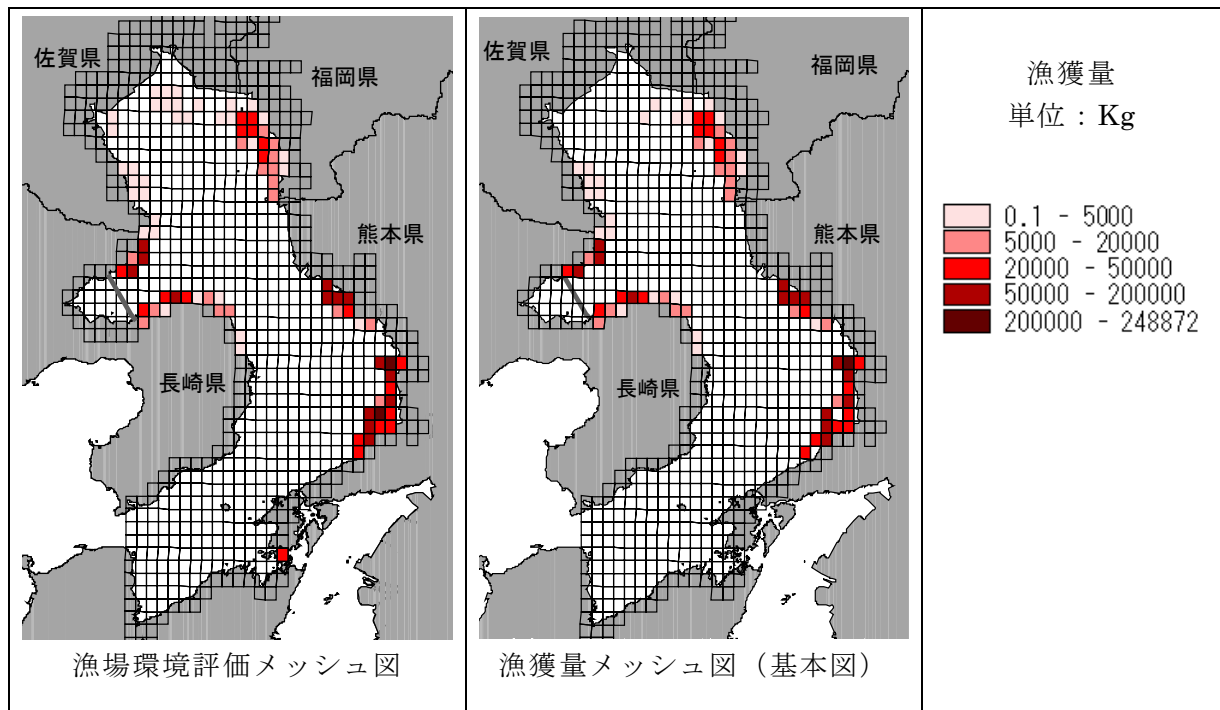 佐賀県
福岡県
熊本県
長崎県
漁場環境評価メッシュ図
佐賀県
福岡県
熊本県
長崎県
漁獲量メッシュ図（基本図）
漁獲量
単位：Kg
0.1 - 5000
5000 - 20000
20000 - 50000
50000 - 200000
200000 - 248872